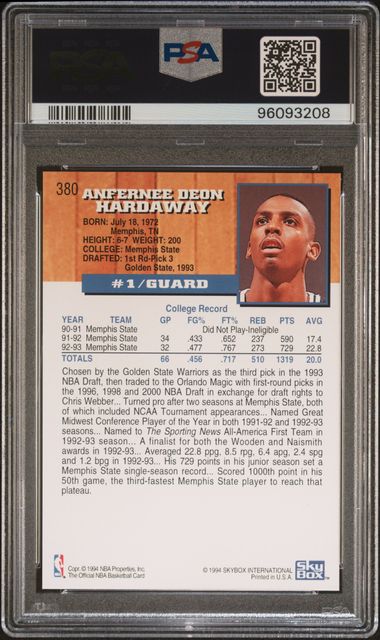 PSA
96093208
380
ANFERNEE DEON
HARDAWAY
BORN: July 18, 1972
Memphis, TN
HEIGHT: 6-7 WEIGHT: 200
COLLEGE: Memphis State
DRAFTED: 1st Rd-Pick 3
Golden State, 1993
#1/GUARD
College Record
YEAR TEAM GP FG% FT% REB PTS AVG
90-91 Memphis State Did Not Play-Ineligible
91-92 Memphis State 34 .433 .652 237 590 17.4
92-93 Memphis State 32 .477 .767 273 729 22.8
TOTALS 66 .456 .717 510 1319 20.0
Chosen by the Golden State Warriors as the third pick in the 1993
NBA Draft, then traded to the Orlando Magic with first-round picks in
the 1996, 1998 and 2000 NBA Draft in exchange for draft rights to
Chris Webber... Turned pro after two seasons at Memphis State, both
of which included NCAA Tournament appearances... Named Great
Midwest Conference Player of the Year in both 1991-92 and 1992-93
seasons... Named to The Sporting News All-America First Team in
1992-93 season... A finalist for both the Wooden and Naismith
awards in 1992-93... Averaged 22.8 ppg, 8.5 rpg, 6.4 apg, 2.4 spg
and 1.2 bpg in 1992-93... His 729 points in his junior season set a
Memphis State single-season record... Scored 1000th point in his
50th game, the third-fastest Memphis State player to reach that
plateau.
Copr. © 1994 NBA Properties, Inc.
The Official NBA Basketball Card
© 1994 SKYBOX INTERNATIONAL
Printed in U.S.A.
SkyBox